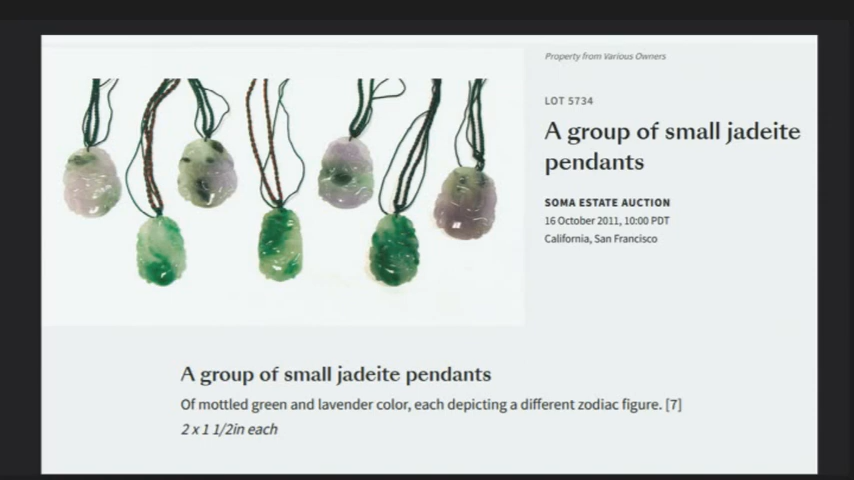 Property from Various Owners
LOT 5734
A group of small jadeite
pendants
SOMA ESTATE AUCTION
16 October 2011, 10:00 PDT
California, San Francisco
A group of small jadeite pendants
Of mottled green and lavender color, each depicting a different zodiac figure. [7]
2 x 1 1/2in each